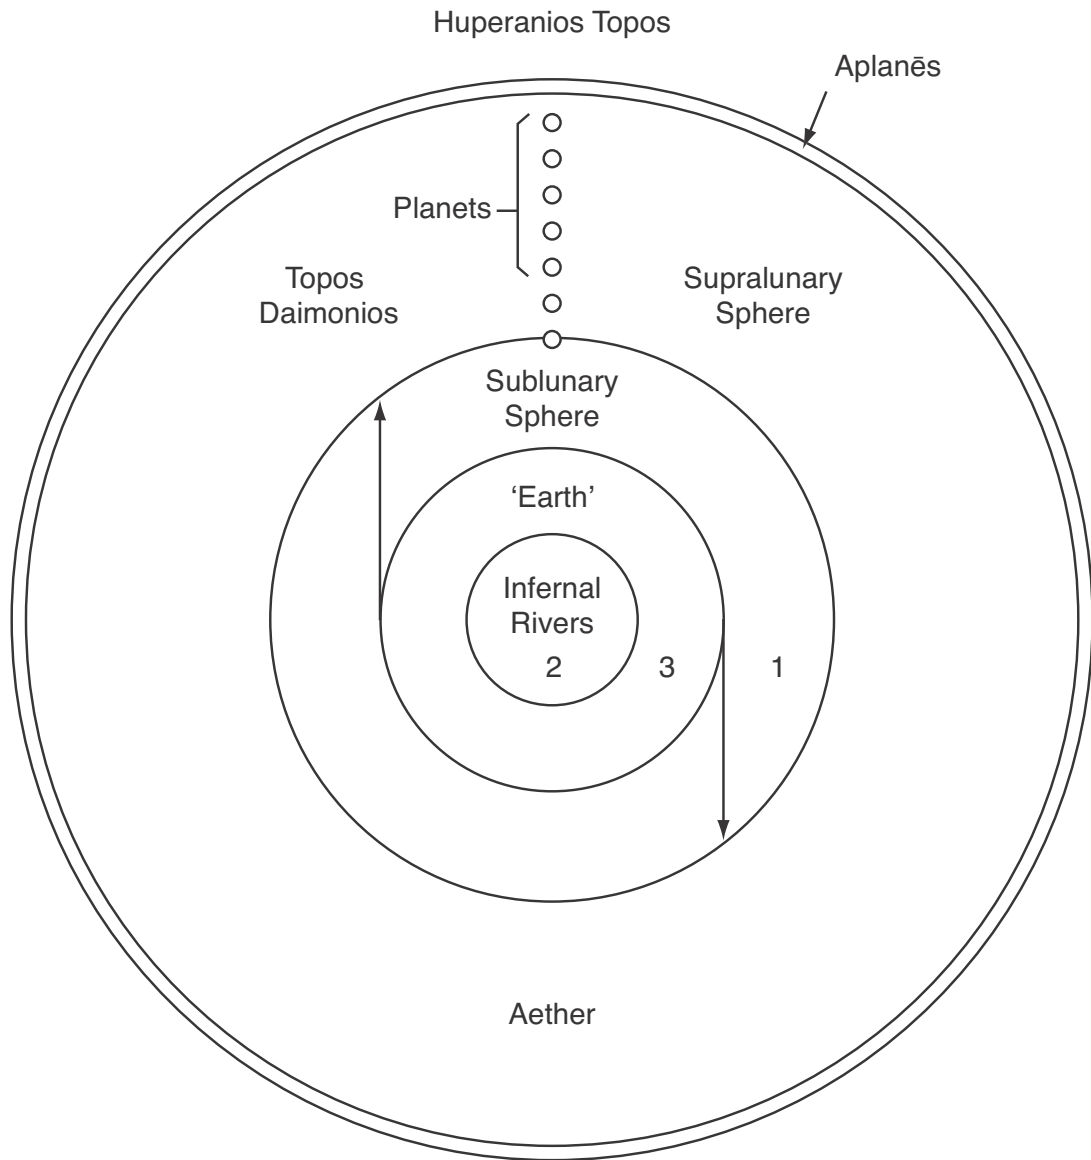 Huperanios Topos
Aplanēs
Planets
Topos
Daimonios
Supralunary
Sphere
Sublunary
Sphere
‘Earth’
Infernal
Rivers
2
3
1
Aether